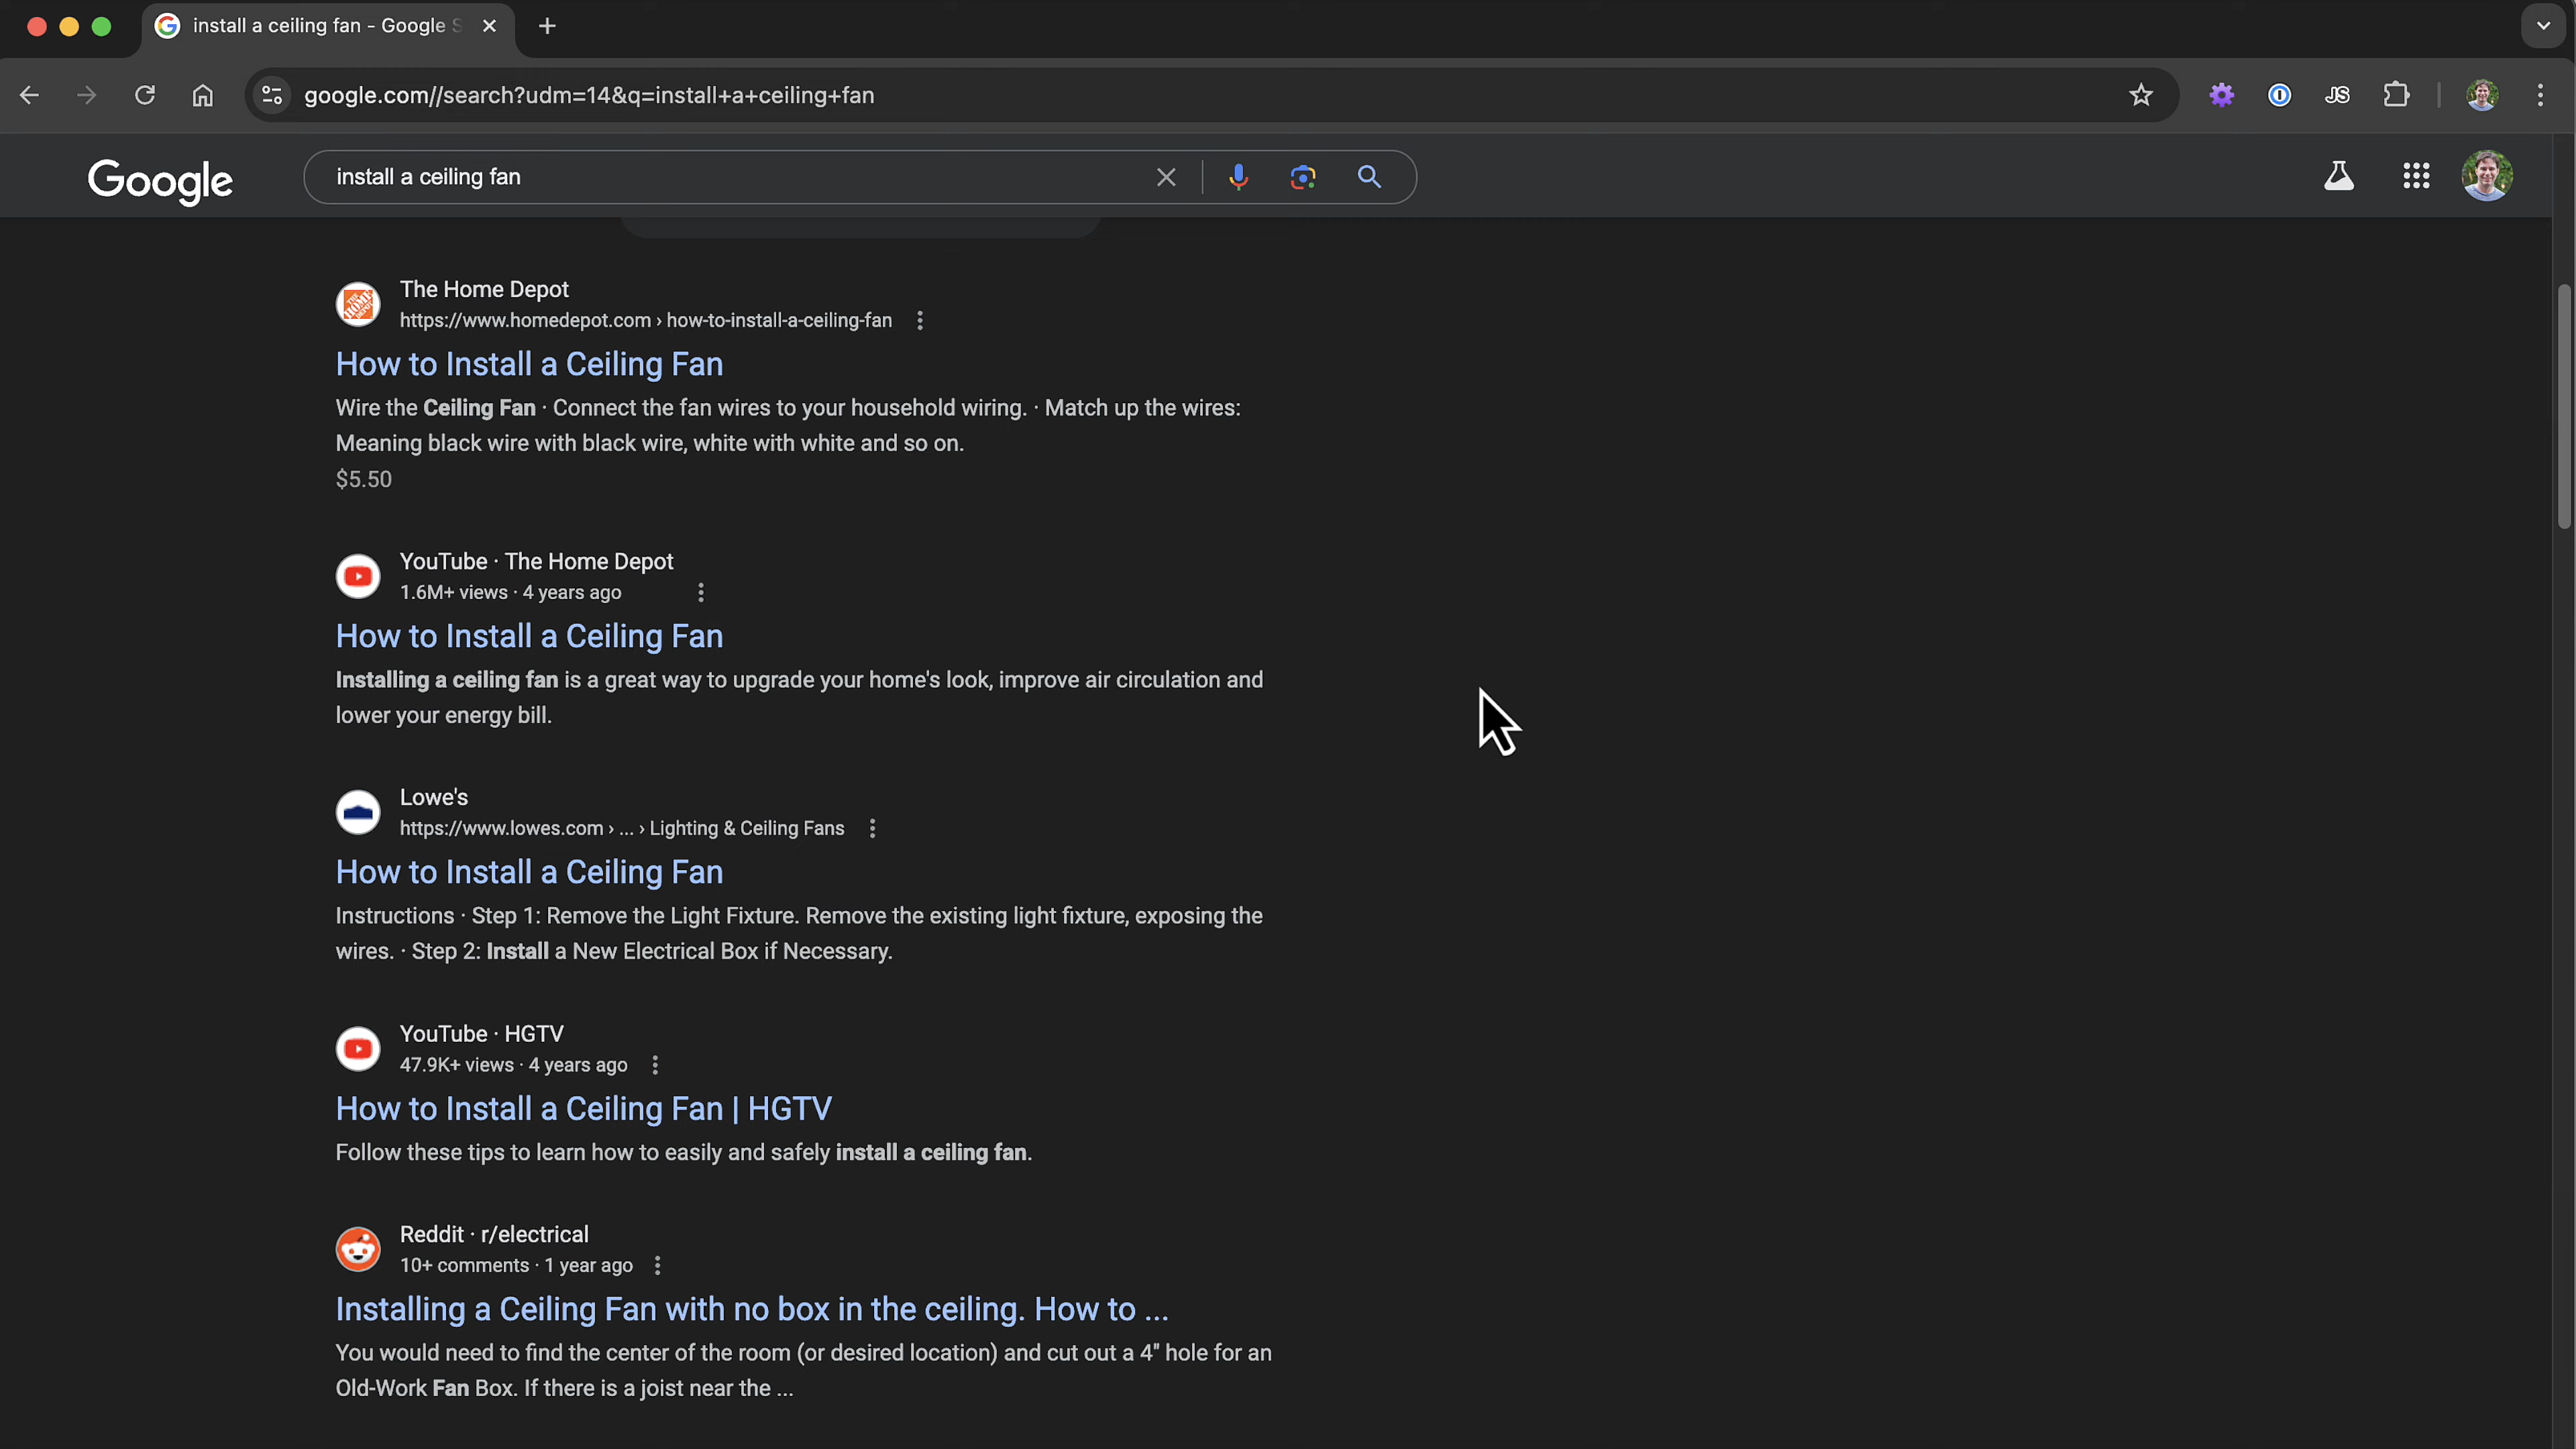 install a ceiling fan - Google S
google.com//search?udm=14&q=install+a+ceiling+fan
JS
Google
install a ceiling fan
The Home Depot
https://www.homedepot.com › how-to-install-a-ceiling-fan
How to Install a Ceiling Fan
Wire the Ceiling Fan · Connect the fan wires to your household wiring. · Match up the wires:
Meaning black wire with black wire, white with white and so on.
$5.50
YouTube · The Home Depot
1.6M+ views · 4 years ago
How to Install a Ceiling Fan
Installing a ceiling fan is a great way to upgrade your home's look, improve air circulation and
lower your energy bill.
Lowe's
https://www.lowes.com › ... › Lighting & Ceiling Fans
How to Install a Ceiling Fan
Instructions · Step 1: Remove the Light Fixture. Remove the existing light fixture, exposing the
wires. · Step 2: Install a New Electrical Box if Necessary.
YouTube · HGTV
47.9K+ views · 4 years ago
How to Install a Ceiling Fan | HGTV
Follow these tips to learn how to easily and safely install a ceiling fan.
Reddit · r/electrical
10+ comments · 1 year ago
Installing a Ceiling Fan with no box in the ceiling. How to ...
You would need to find the center of the room (or desired location) and cut out a 4" hole for an
Old-Work Fan Box. If there is a joist near the ...